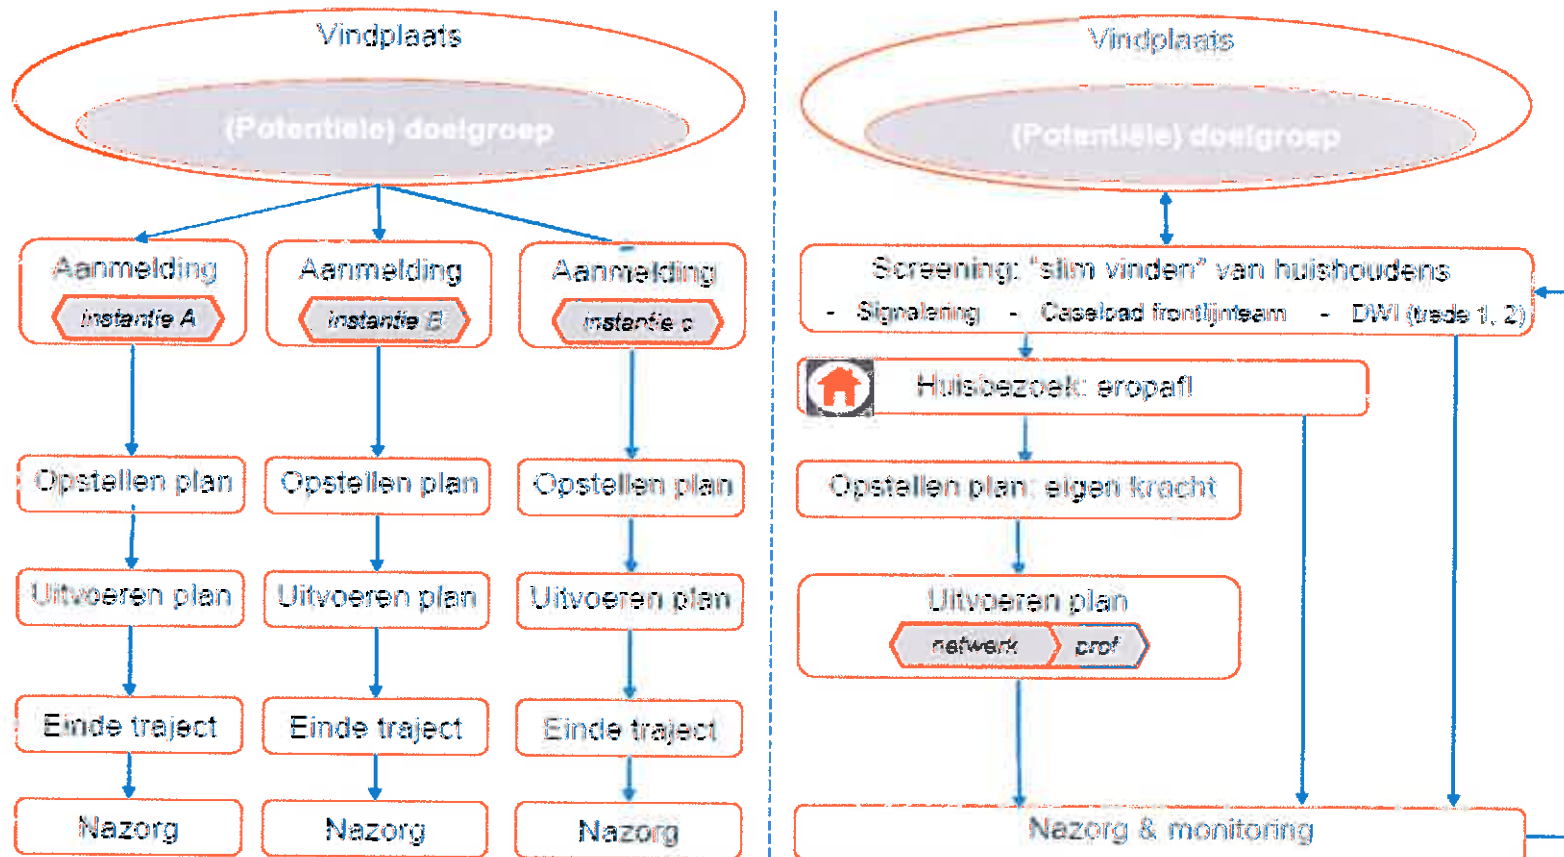 Vindplaats
(Potentiële) doelgroep
Aanmelding
instantie A
Aanmelding
instantie B
Aanmelding
instantie c
Opstellen plan
Opstellen plan
Opstellen plan
Uitvoeren plan
Uitvoeren plan
Uitvoeren plan
Einde traject
Einde traject
Einde traject
Nazorg
Nazorg
Nazorg
Vindplaats
(Potentiële) doelgroep
Screening: "slim vinden" van huishoudens
- Signalering - Caseload frontlijnteam - DWI (trede 1, 2)
Huisbezoek: eropaf!
Opstellen plan: eigen kracht
Uitvoeren plan
netwerk prof
Nazorg & monitoring